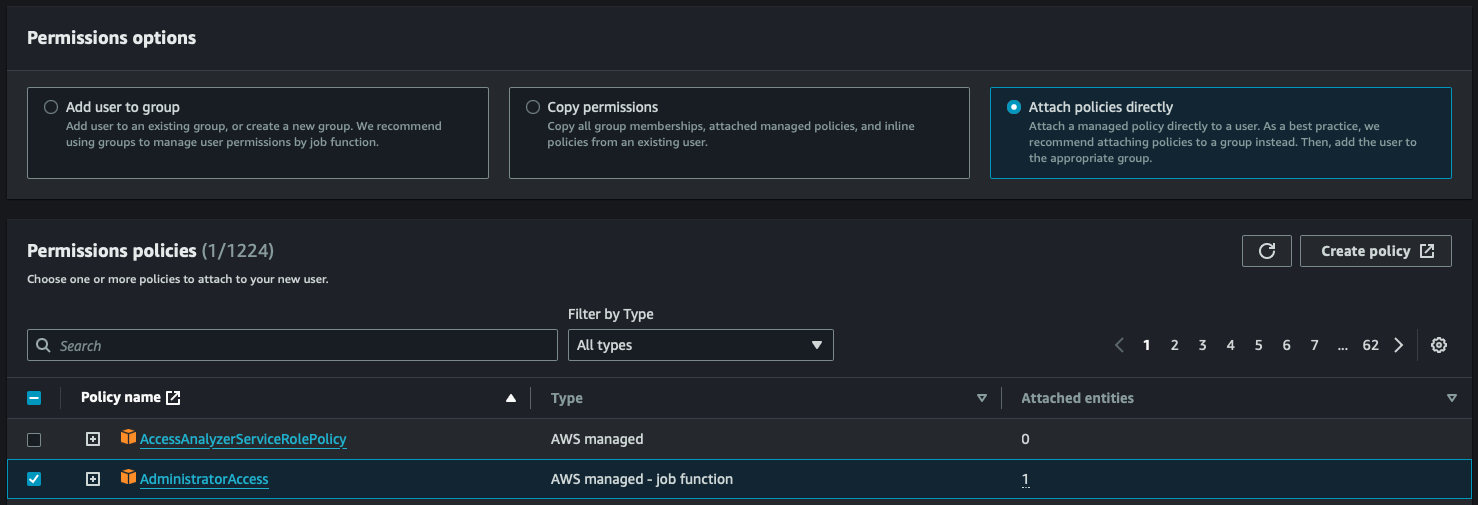 Permissions options
Add user to group
Add user to an existing group, or create a new group. We recommend
using groups to manage user permissions by job function.
Copy permissions
Copy all group memberships, attached managed policies, and inline
policies from an existing user.
Attach policies directly
Attach a managed policy directly to a user. As a best practice, we
recommend attaching policies to a group instead. Then, add the user to
the appropriate group.
Permissions policies (1/1224)
Choose one or more policies to attach to your new user.
Create policy
Filter by Type
Search
All types
1 2 3 4 5 6 7 ... 62
Policy name Type Attached entities
AccessAnalyzerServiceRolePolicy AWS managed 0
AdministratorAccess AWS managed - job function 1